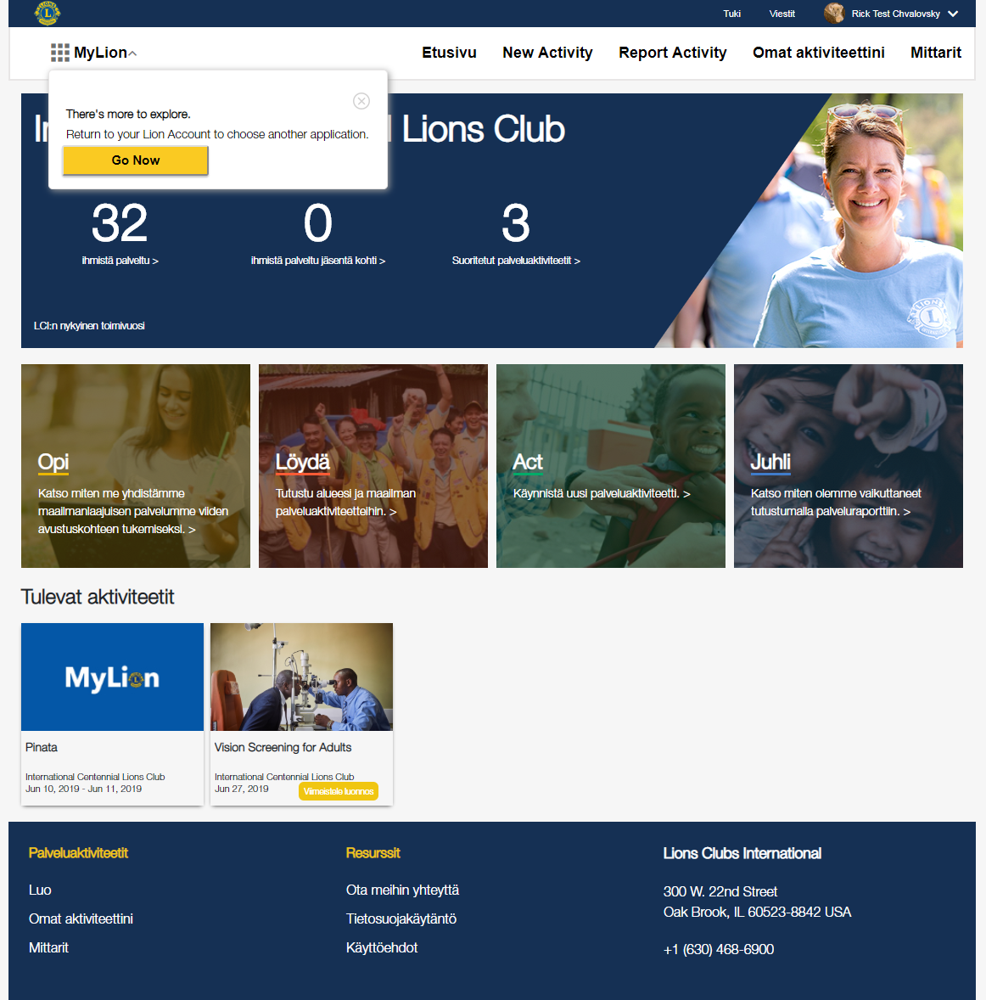 Tuki
Viestit
Rick Test Chvalovsky
MyLion
Etusivu
New Activity
Report Activity
Omat aktiviteettini
Mittarit
There's more to explore.
Return to your Lion Account to choose another application.
Go Now
Lions Club
32
ihmistä palveltu >
0
ihmistä palveltu jäsentä kohti >
3
Suoritetut palveluaktiviteetit >
LCI:n nykyinen toimivuosi
Opi
Katso miten me yhdistämme
maailmanlaajuisen palvelumme viiden
avustuskohteen tukemiseksi. >
Löydä
Tutustu alueesi ja maailman
palveluaktiviteetteihin. >
Act
Käynnistä uusi palveluaktiviteetti. >
Juhli
Katso miten olemme vaikuttaneet
tutustumalla palveluraporttiin. >
Tulevat aktiviteetit
MyLion
Pinata
International Centennial Lions Club
Jun 10, 2019 - Jun 11, 2019
Vision Screening for Adults
International Centennial Lions Club
Jun 27, 2019
Viimeistele luonnos
Palveluaktiviteetit
Luo
Omat aktiviteettini
Mittarit
Resurssit
Ota meihin yhteyttä
Tietosuojakäytäntö
Käyttöehdot
Lions Clubs International
300 W. 22nd Street
Oak Brook, IL 60523-8842 USA
+1 (630) 468-6900